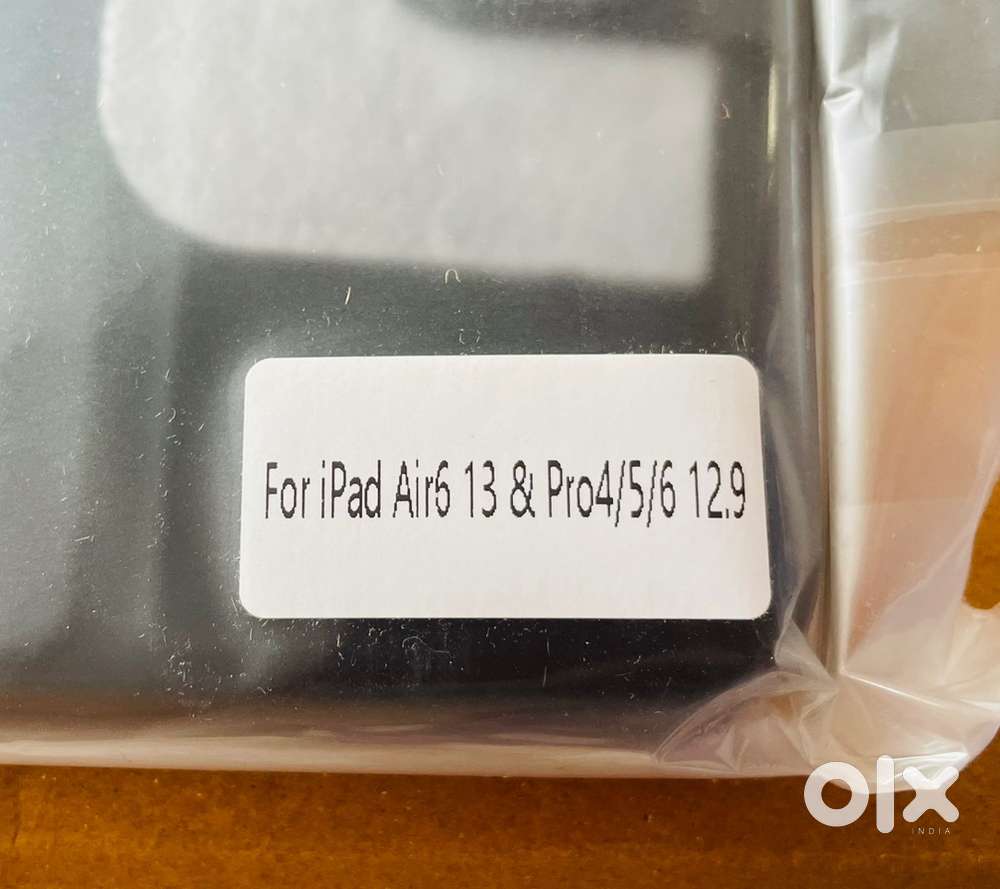 For iPad Air6 13 & Pro4/5/6 12.9
olx
INDIA